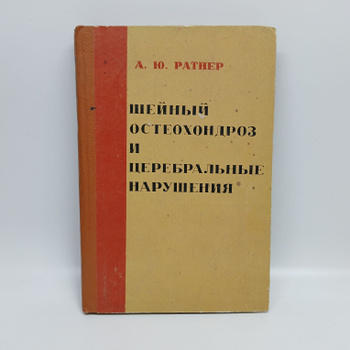 А. Ю. РАТНЕР
ШЕЙНЫЙ
ОСТЕОХОНДРОЗ
И
ЦЕРЕБРАЛЬНЫЕ
НАРУШЕНИЯ